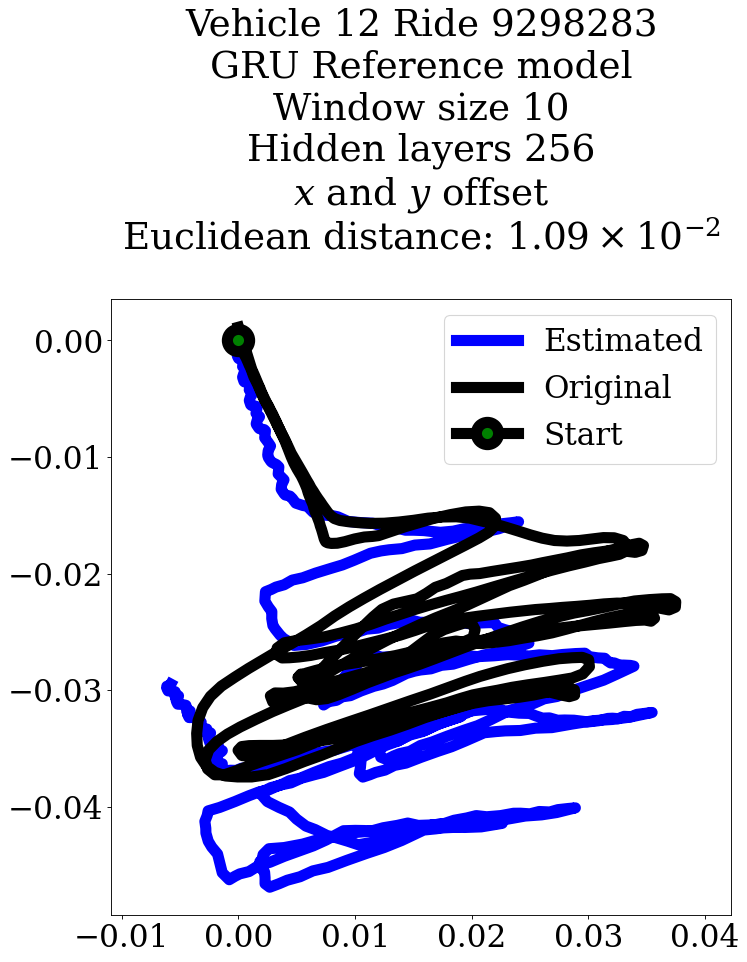 Vehicle 12 Ride 9298283
GRU Reference model
Window size 10
Hidden layers 256
x and y offset
Euclidean distance: 1.09 × 10⁻²
Estimated
Original
Start
0.00
−0.01
−0.02
−0.03
−0.04
−0.01 0.00 0.01 0.02 0.03 0.04